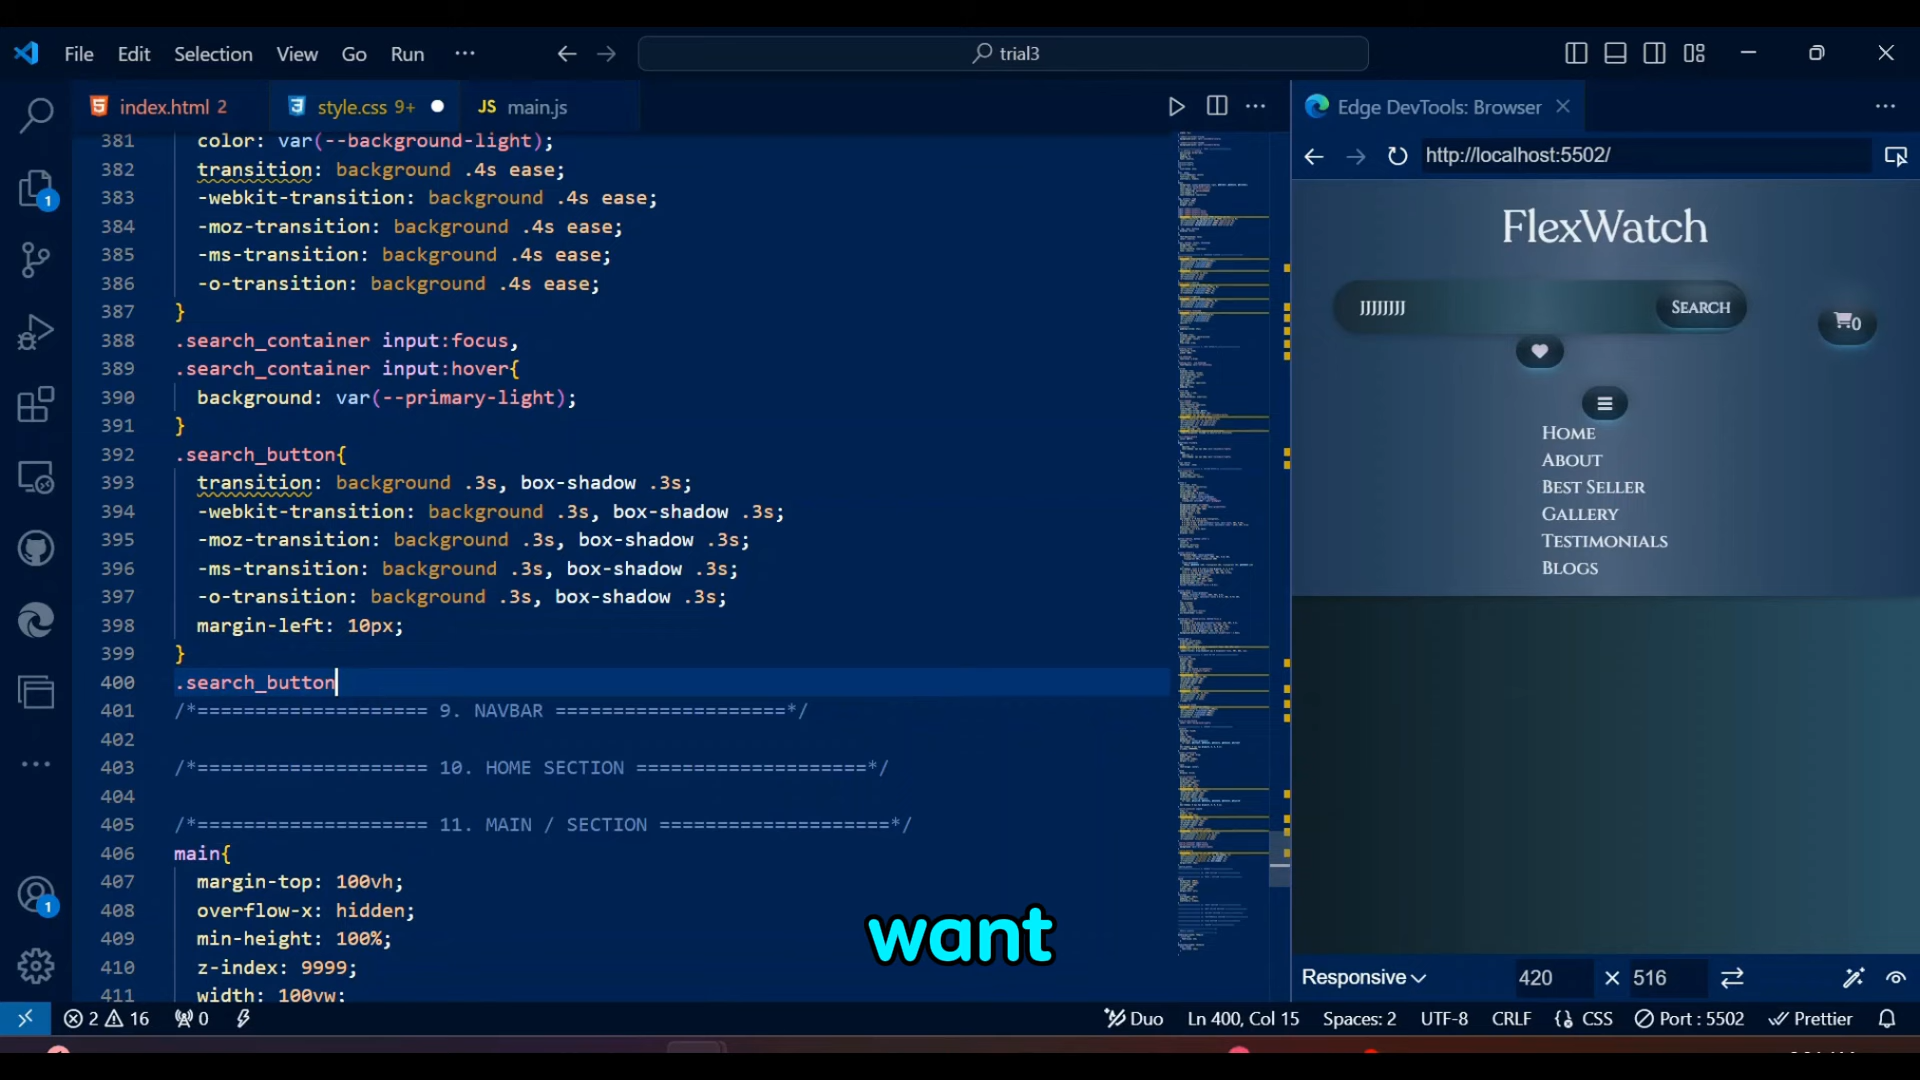 File Edit Selection View Go Run ···
trial3
index.html 2
style.css 9+
JS main.js
Edge DevTools: Browser
http://localhost:5502/
381 color: var(--background-light);
382 transition: background .4s ease;
383 -webkit-transition: background .4s ease;
384 -moz-transition: background .4s ease;
385 -ms-transition: background .4s ease;
386 -o-transition: background .4s ease;
387 }
388 .search_container input:focus,
389 .search_container input:hover{
390 background: var(--primary-light);
391 }
392 .search_button{
393 transition: background .3s, box-shadow .3s;
394 -webkit-transition: background .3s, box-shadow .3s;
395 -moz-transition: background .3s, box-shadow .3s;
396 -ms-transition: background .3s, box-shadow .3s;
397 -o-transition: background .3s, box-shadow .3s;
398 margin-left: 10px;
399 }
400 .search_button
401 /*==================== 9. NAVBAR ====================*/
402
403 /*==================== 10. HOME SECTION ====================*/
404
405 /*==================== 11. MAIN / SECTION ====================*/
406 main{
407 margin-top: 100vh;
408 overflow-x: hidden;
409 min-height: 100%;
410 z-index: 9999;
411 width: 100vw;
FlexWatch
JJJJJJJJ
Search
0
Home
About
Best Seller
Gallery
Testimonials
Blogs
want
1
1
Responsive 420 × 516
2 16 0
Duo Ln 400, Col 15 Spaces: 2 UTF-8 CRLF CSS Port : 5502 Prettier